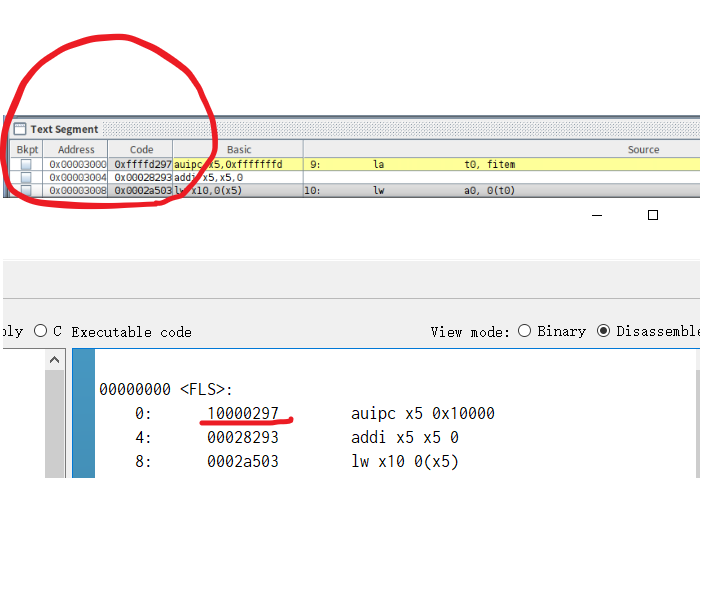 Text Segment
Bkpt Address Code Basic Source
0x00003000 0xffffd297 auipc x5,0xfffffffd 9: la t0, fitem
0x00003004 0x00028293 addi x5,x5,0
0x00003008 0x0002a503 lw x10,0(x5) 10: lw a0, 0(t0)
C Executable code View mode: Binary Disassemble
00000000 <FLS>:
0: 10000297 auipc x5 0x10000
4: 00028293 addi x5 x5 0
8: 0002a503 lw x10 0(x5)